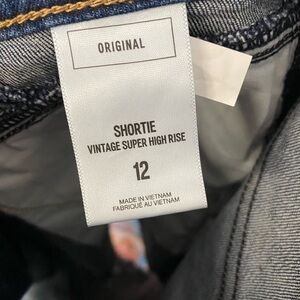 ORIGINAL
SHORTIE
VINTAGE SUPER HIGH RISE
12
MADE IN VIETNAM
FABRIQUÉ AU VIETNAM